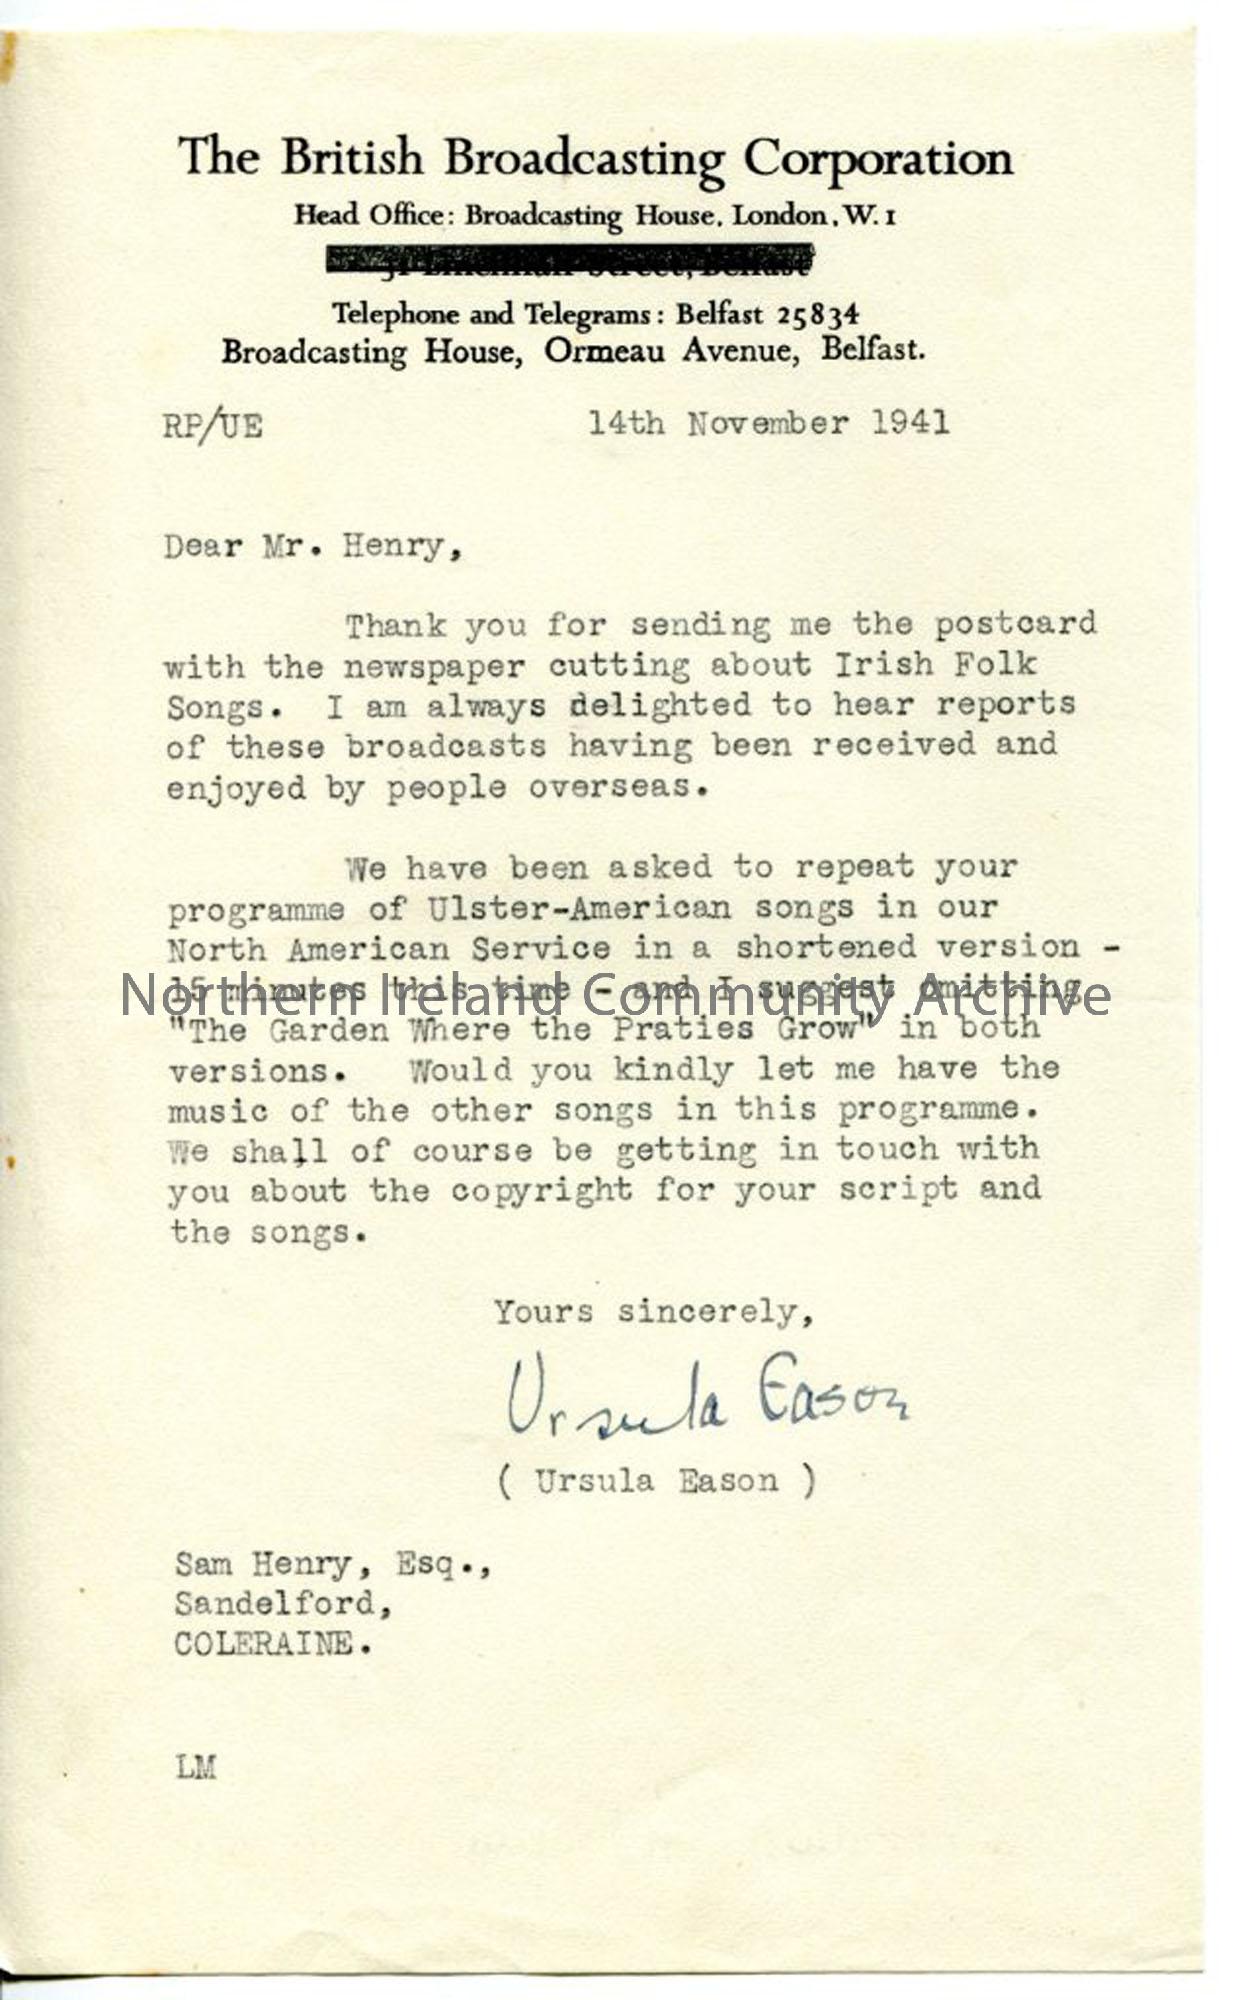 The British Broadcasting Corporation
Head Office: Broadcasting House, London, W. 1
Street, Belfast
Telephone and Telegrams: Belfast 25834
Broadcasting House, Ormeau Avenue, Belfast.
RP/UE 14th November 1941
Dear Mr. Henry,
Thank you for sending me the postcard
with the newspaper cutting about Irish Folk
Songs. I am always delighted to hear reports
of these broadcasts having been received and
enjoyed by people overseas.
We have been asked to repeat your
programme of Ulster-American songs in our
North American Service in a shortened version -
15 minutes this time - and I suggest omitting
Northern Ireland Community Archive
"The Garden Where the Praties Grow" in both
versions. Would you kindly let me have the
music of the other songs in this programme.
We shall of course be getting in touch with
you about the copyright for your script and
the songs.
Yours sincerely,
Ursula Eason
( Ursula Eason )
Sam Henry, Esq.,
Sandelford,
COLERAINE.
LM